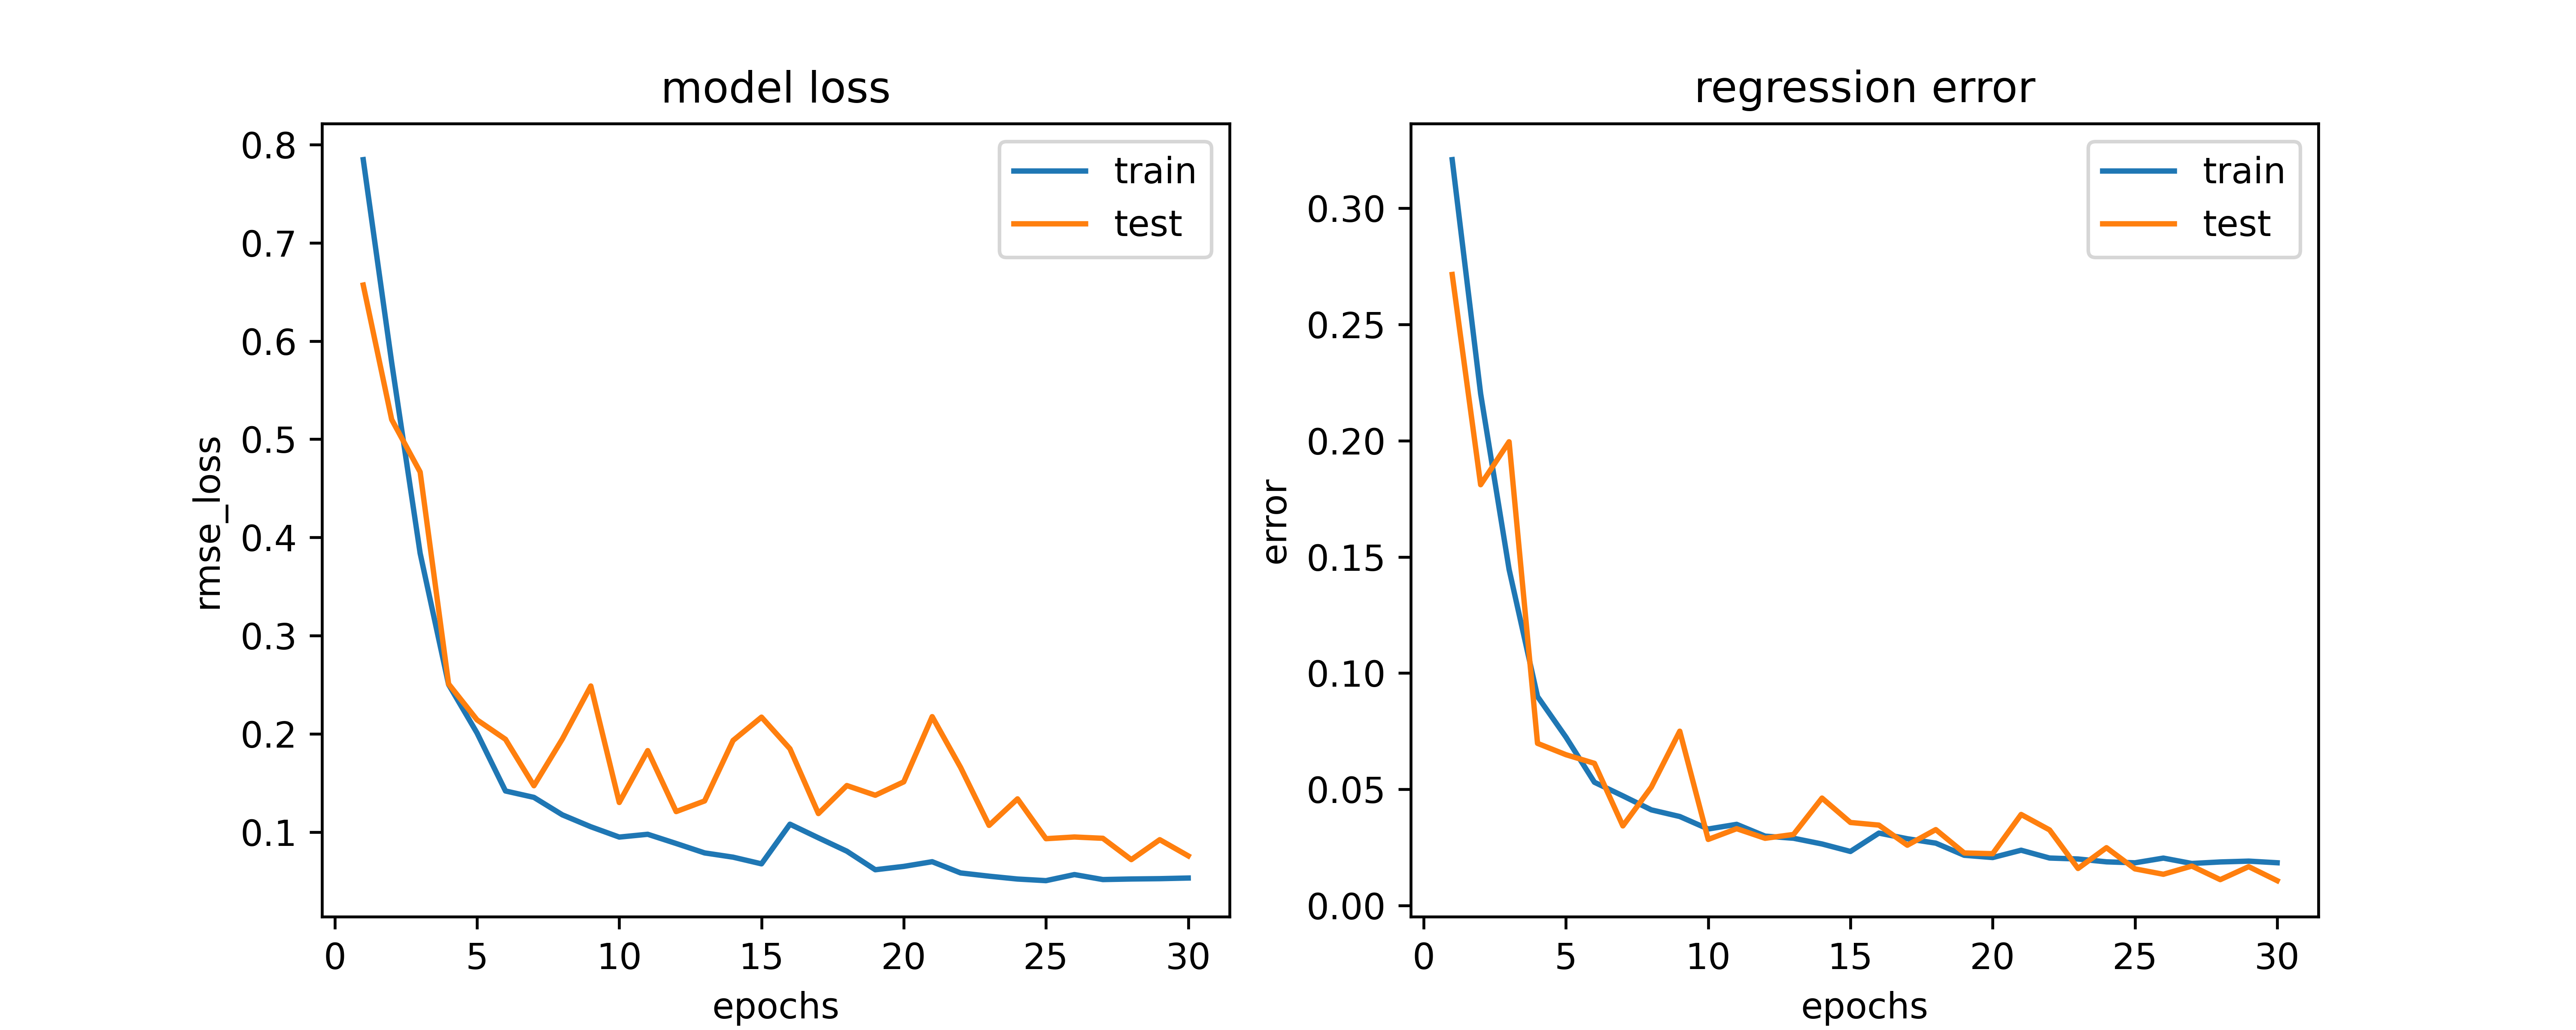 model loss
train
test
0.8
0.7
0.6
0.5
0.4
0.3
0.2
0.1
rmse_loss
0 5 10 15 20 25 30
epochs
regression error
train
test
0.30
0.25
0.20
0.15
0.10
0.05
0.00
error
0 5 10 15 20 25 30
epochs